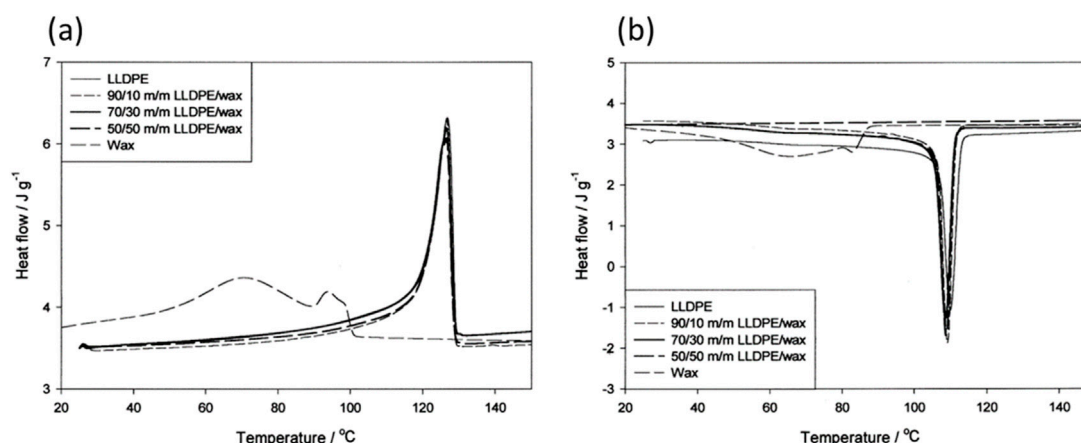 (a)
7
6
5
4
3
Heat flow / J g-1
20 40 60 80 100 120 140
Temperature / °C
LLDPE
90/10 m/m LLDPE/wax
70/30 m/m LLDPE/wax
50/50 m/m LLDPE/wax
Wax
(b)
5
4
3
2
1
0
-1
-2
-3
Heat flow / J g-1
20 40 60 80 100 120 140
Temperature / °C
LLDPE
90/10 m/m LLDPE/wax
70/30 m/m LLDPE/wax
50/50 m/m LLDPE/wax
Wax